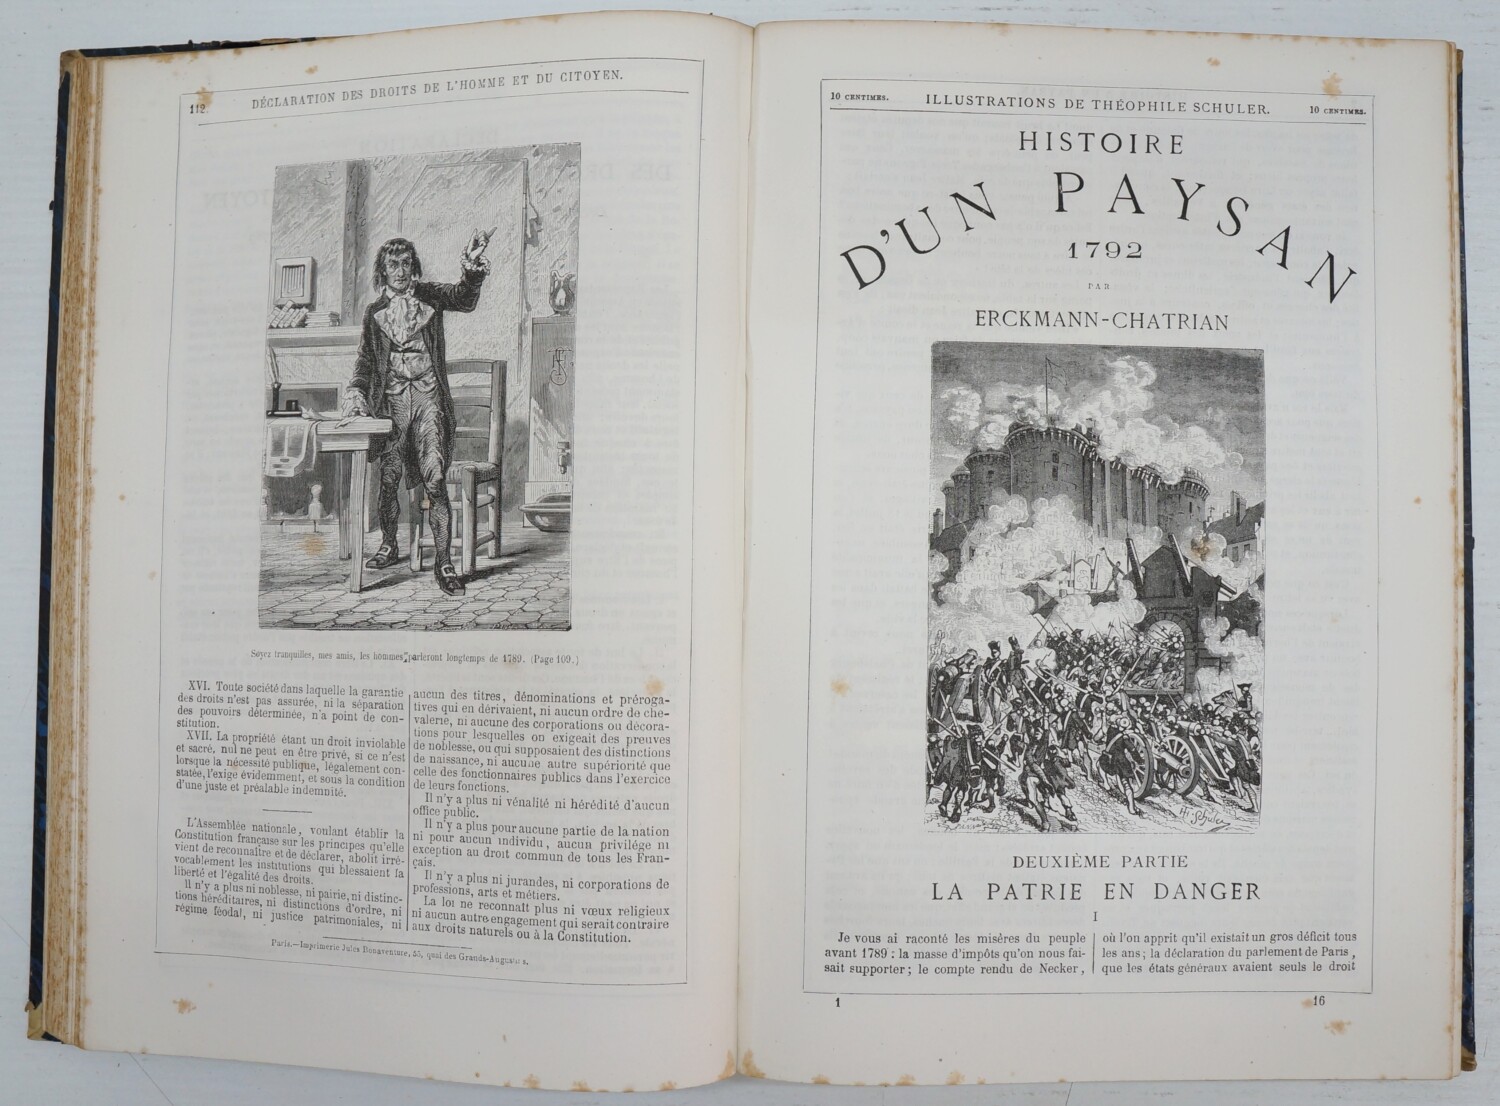 112. DÉCLARATION DES DROITS DE L'HOMME ET DU CITOYEN.
Soyez tranquilles, mes amis, les hommes parleront longtemps de 1789. (Page 109.)
XVI. Toute société dans laquelle la garantie
des droits n'est pas assurée, ni la séparation
des pouvoirs déterminée, n'a point de con-
stitution.
XVII. La propriété étant un droit inviolable
et sacré, nul ne peut en être privé, si ce n'est
lorsque la nécessité publique, légalement con-
statée, l'exige évidemment, et sous la condition
d'une juste et préalable indemnité.
L'Assemblée nationale, voulant établir la
Constitution française sur les principes qu'elle
vient de reconnaître et de déclarer, abolit irré-
vocablement les institutions qui blessaient la
liberté et l'égalité des droits.
Il n'y a plus ni noblesse, ni pairie, ni distinc-
tions héréditaires, ni distinctions d'ordre, ni
régime féodal, ni justice patrimoniales, ni
aucun des titres, dénominations et préroga-
tives qui en dérivaient, ni aucun ordre de che-
valerie, ni aucune des corporations ou décora-
tions pour lesquelles on exigeait des preuves
de noblesse, ou qui supposaient des distinctions
de naissance, ni aucune autre supériorité que
celle des fonctionnaires publics dans l'exercice
de leurs fonctions.
Il n'y a plus ni vénalité ni hérédité d'aucun
office public.
Il n'y a plus pour aucune partie de la nation
ni pour aucun individu, aucun privilége ni
exception au droit commun de tous les Fran-
çais.
Il n'y a plus ni jurandes, ni corporations de
professions, arts et métiers.
La loi ne reconnaît plus ni vœux religieux
ni aucun autre engagement qui serait contraire
aux droits naturels ou à la Constitution.
Paris.—Imprimerie Jules Bonaventure, 55, quai des Grands-Augustins.
10 CENTIMES. ILLUSTRATIONS DE THÉOPHILE SCHULER. 10 CENTIMES.
HISTOIRE
D'UN PAYSAN
1792
PAR
ERCKMANN-CHATRIAN
Th. Schuler
DEUXIÈME PARTIE
LA PATRIE EN DANGER
I
Je vous ai raconté les misères du peuple
avant 1789 : la masse d'impôts qu'on nous fai-
sait supporter ; le compte rendu de Necker,
où l'on apprit qu'il existait un gros déficit tous
les ans ; la déclaration du parlement de Paris,
que les états généraux avaient seuls le droit
1 16